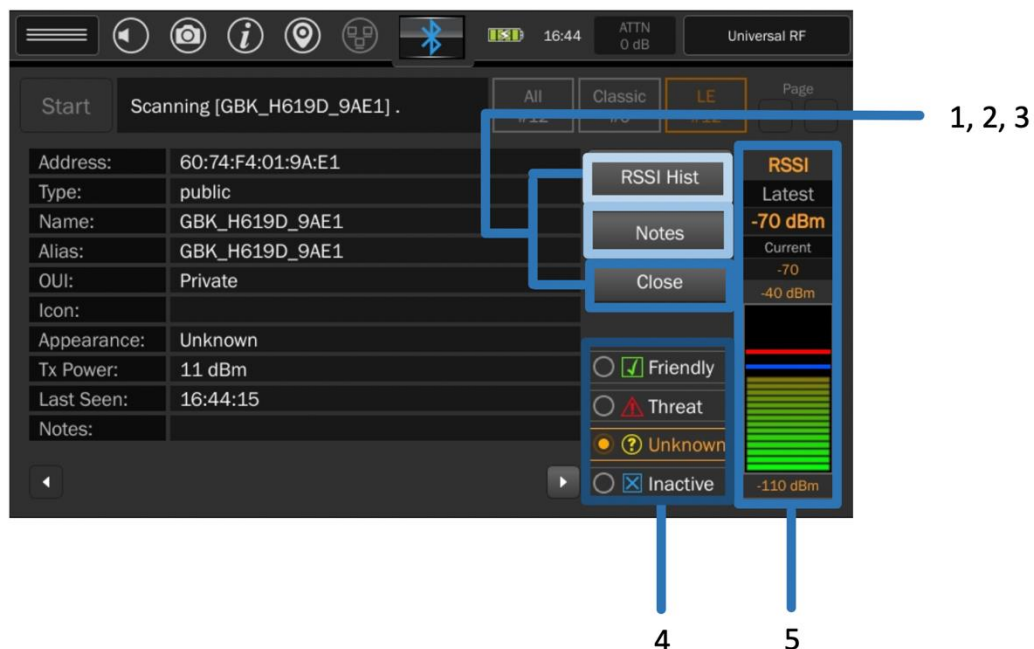 16:44
ATTN
0 dB
Universal RF
Start
Scanning [GBK_H619D_9AE1] .
All
Classic
LE
Page
1, 2, 3
Address: 60:74:F4:01:9A:E1
Type: public
Name: GBK_H619D_9AE1
Alias: GBK_H619D_9AE1
OUI: Private
Icon:
Appearance: Unknown
Tx Power: 11 dBm
Last Seen: 16:44:15
Notes:
RSSI Hist
Notes
Close
Friendly
Threat
Unknown
Inactive
RSSI
Latest
-70 dBm
Current
-70
-40 dBm
-110 dBm
4
5